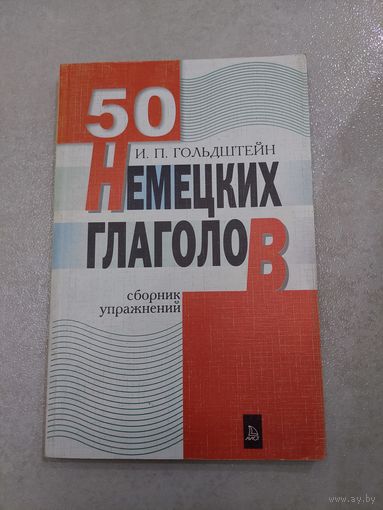 50
И. П. ГОЛЬДШТЕЙН
НЕМЕЦКИХ
ГЛАГОЛОВ
сборник
упражнений
www.ay.by